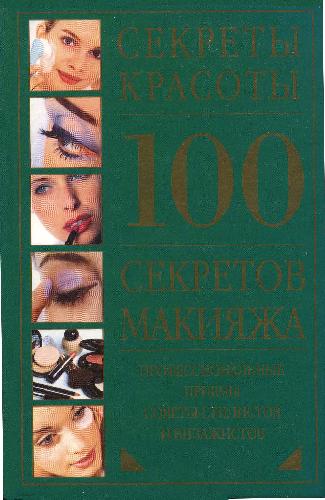 СЕКРЕТЫ
КРАСОТЫ
100
СЕКРЕТОВ
МАКИЯЖА
ПРОФЕССИОНАЛЬНЫЕ
ПРИЕМЫ
СОВЕТЫ СТИЛИСТОВ
И ВИЗАЖИСТОВ